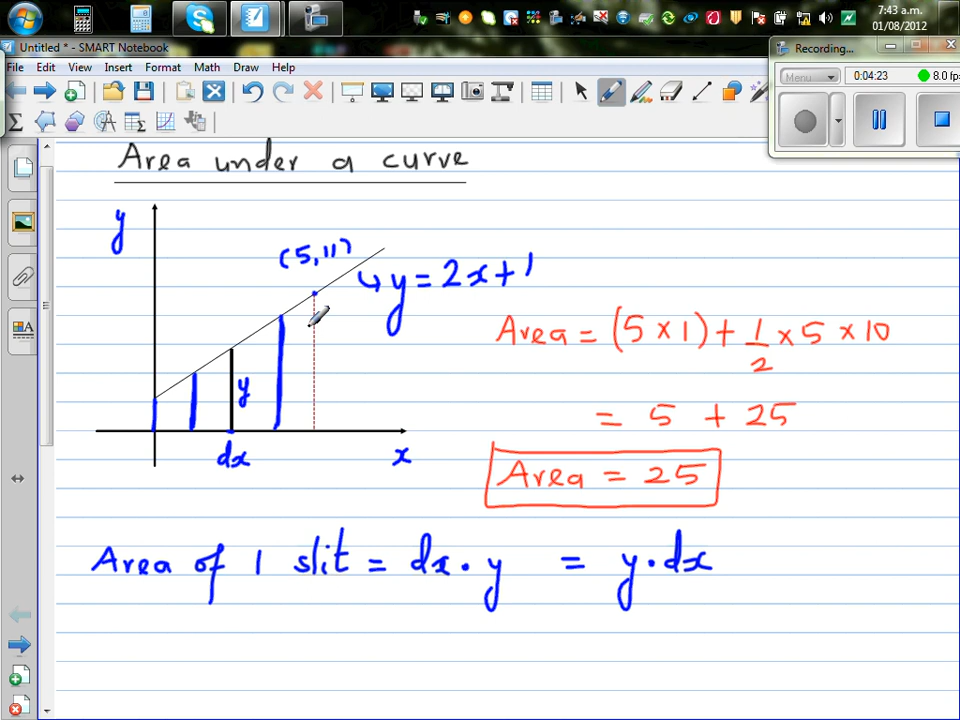 7:43 a.m.
01/08/2012
Untitled * - SMART Notebook
Recording...
File Edit View Insert Format Math Draw Help
Menu 0:04:23 8.0 fp
Area under a curve
y
(5,11)
y = 2x + 1
Area = (5 × 1) + 1/2 × 5 × 10
y
= 5 + 25
dx x
Area = 25
Area of 1 slit = dx . y = y . dx